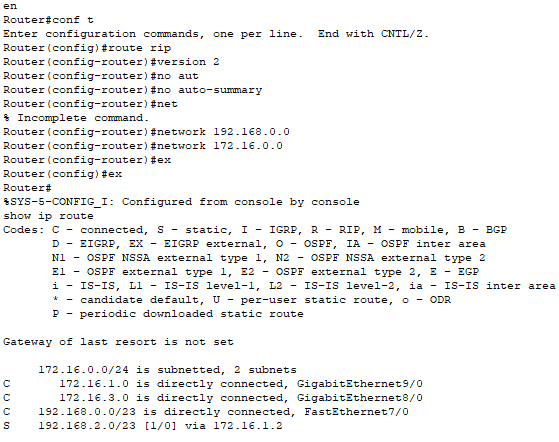 en
Router#conf t
Enter configuration commands, one per line.  End with CNTL/Z.
Router(config)#route rip
Router(config-router)#version 2
Router(config-router)#no aut
Router(config-router)#no auto-summary
Router(config-router)#net
% Incomplete command.
Router(config-router)#network 192.168.0.0
Router(config-router)#network 172.16.0.0
Router(config-router)#ex
Router(config)#ex
Router#
%SYS-5-CONFIG_I: Configured from console by console
show ip route
Codes: C - connected, S - static, I - IGRP, R - RIP, M - mobile, B - BGP
       D - EIGRP, EX - EIGRP external, O - OSPF, IA - OSPF inter area
       N1 - OSPF NSSA external type 1, N2 - OSPF NSSA external type 2
       E1 - OSPF external type 1, E2 - OSPF external type 2, E - EGP
       i - IS-IS, L1 - IS-IS level-1, L2 - IS-IS level-2, ia - IS-IS inter area
       * - candidate default, U - per-user static route, o - ODR
       P - periodic downloaded static route
Gateway of last resort is not set
     172.16.0.0/24 is subnetted, 2 subnets
C       172.16.1.0 is directly connected, GigabitEthernet9/0
C       172.16.3.0 is directly connected, GigabitEthernet8/0
C    192.168.0.0/23 is directly connected, FastEthernet7/0
S    192.168.2.0/23 [1/0] via 172.16.1.2